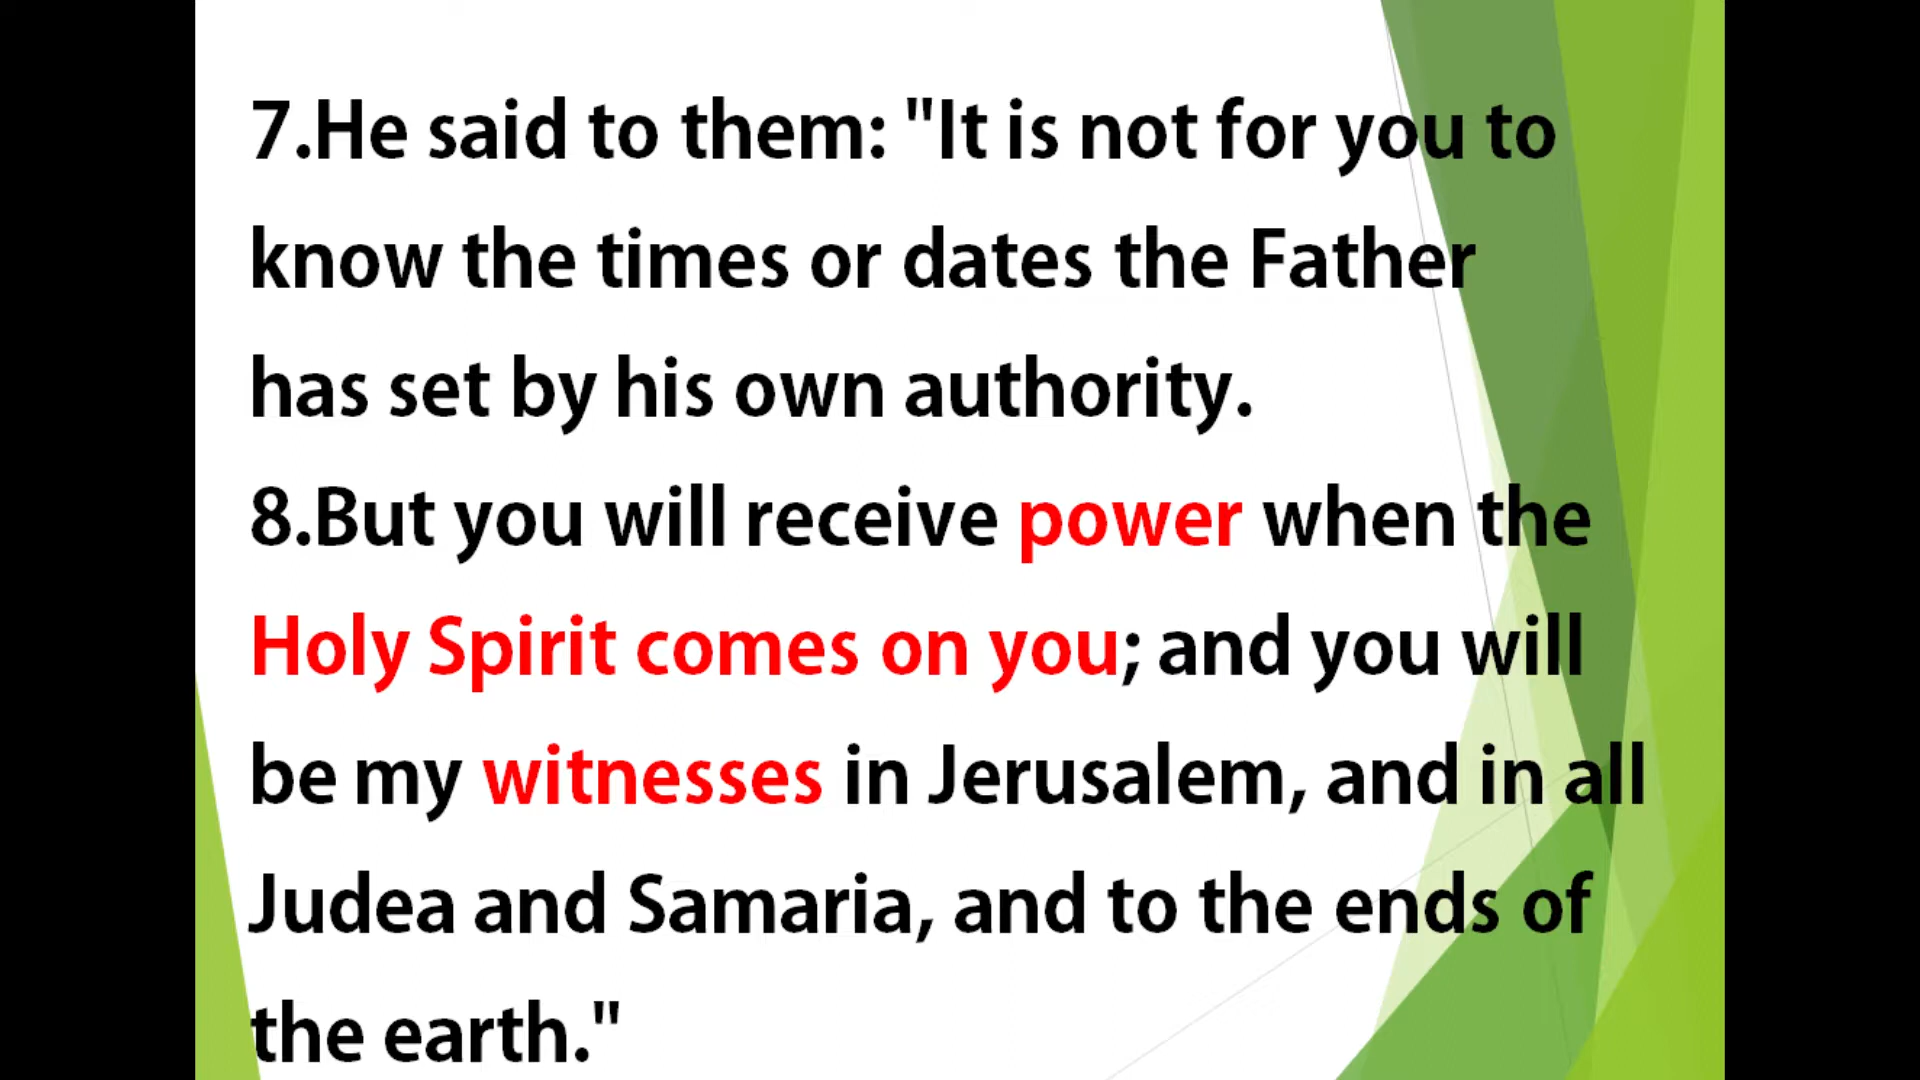 7.He said to them: "It is not for you to
know the times or dates the Father
has set by his own authority.
8.But you will receive power when the
Holy Spirit comes on you; and you will
be my witnesses in Jerusalem, and in all
Judea and Samaria, and to the ends of
the earth."